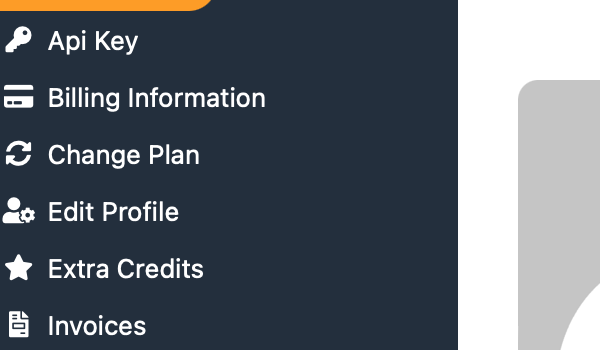 Api Key
Billing Information
Change Plan
Edit Profile
Extra Credits
Invoices